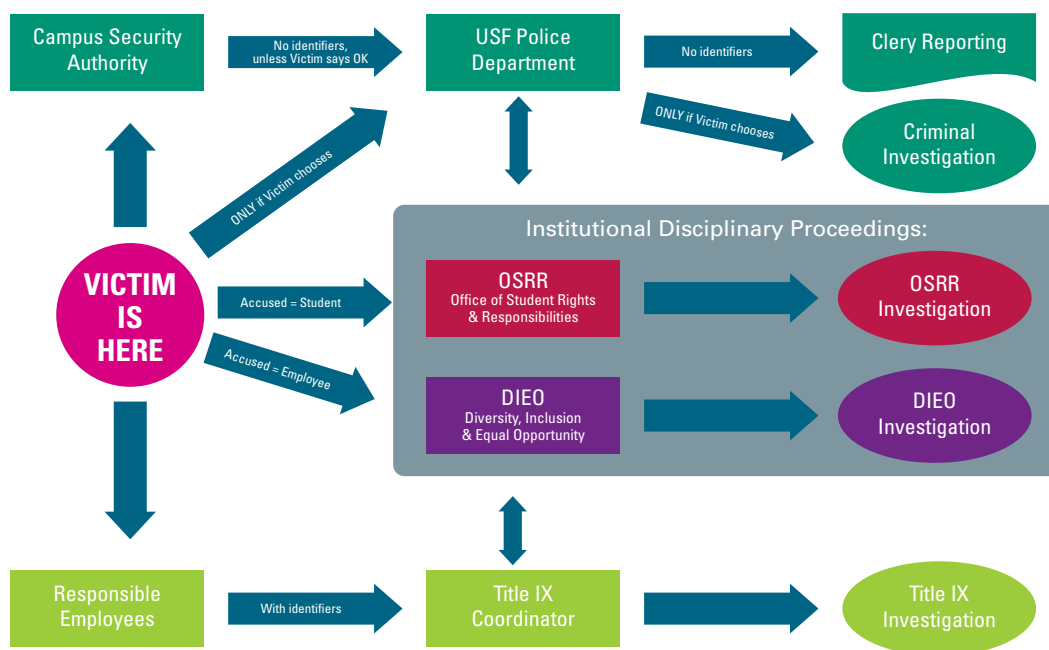 Campus Security
Authority
No identifiers,
unless Victim says OK
USF Police
Department
No identifiers
Clery Reporting
ONLY if Victim chooses
Criminal
Investigation
ONLY if Victim chooses
Institutional Disciplinary Proceedings:
VICTIM
IS
HERE
Accused = Student
OSRR
Office of Student Rights
& Responsibilities
OSRR
Investigation
Accused = Employee
DIEO
Diversity, Inclusion
& Equal Opportunity
DIEO
Investigation
Responsible
Employees
With identifiers
Title IX
Coordinator
Title IX
Investigation